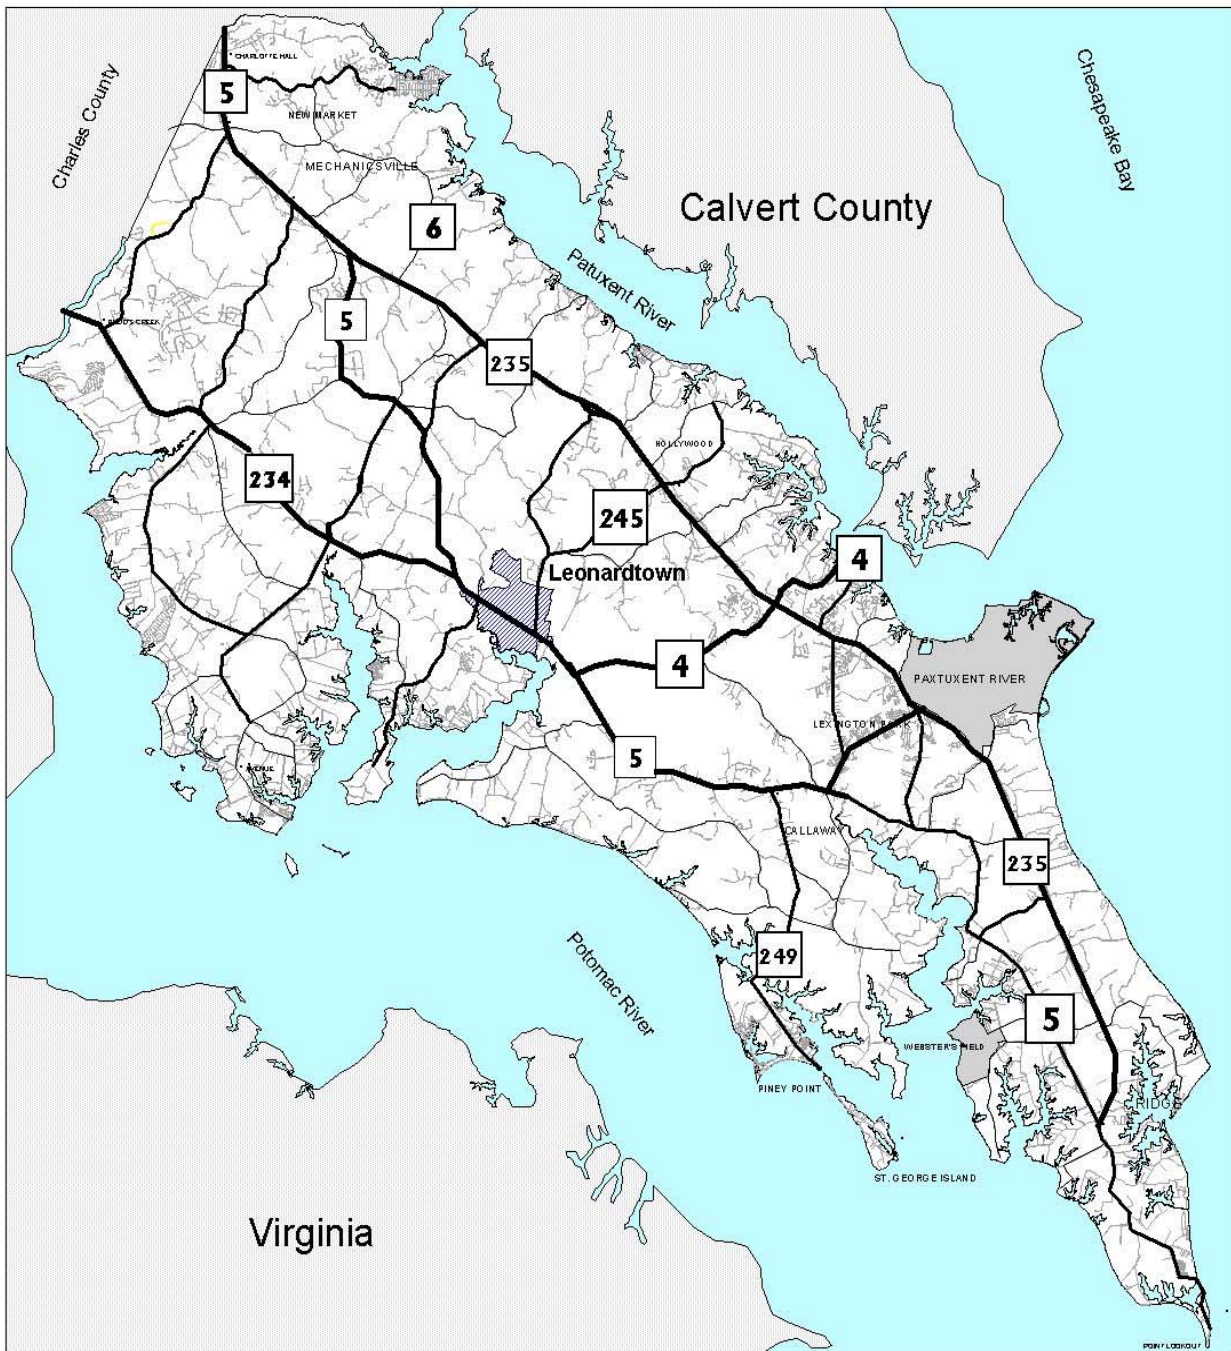 CHARLOTTE HALL
5
NEW MARKET
Charles County
Chesapeake Bay
MECHANICSVILLE
Calvert County
6
Patuxent River
5
235
HOLLYWOOD
234
245
4
Leonardtown
4
PAXTUXENT RIVER
LEXINGTON PARK
5
CALLAWAY
235
249
Potomac River
5
WEBSTER'S FIELD
PINEY POINT
RIDGE
ST. GEORGE ISLAND
Virginia
POINT LOOKOUT